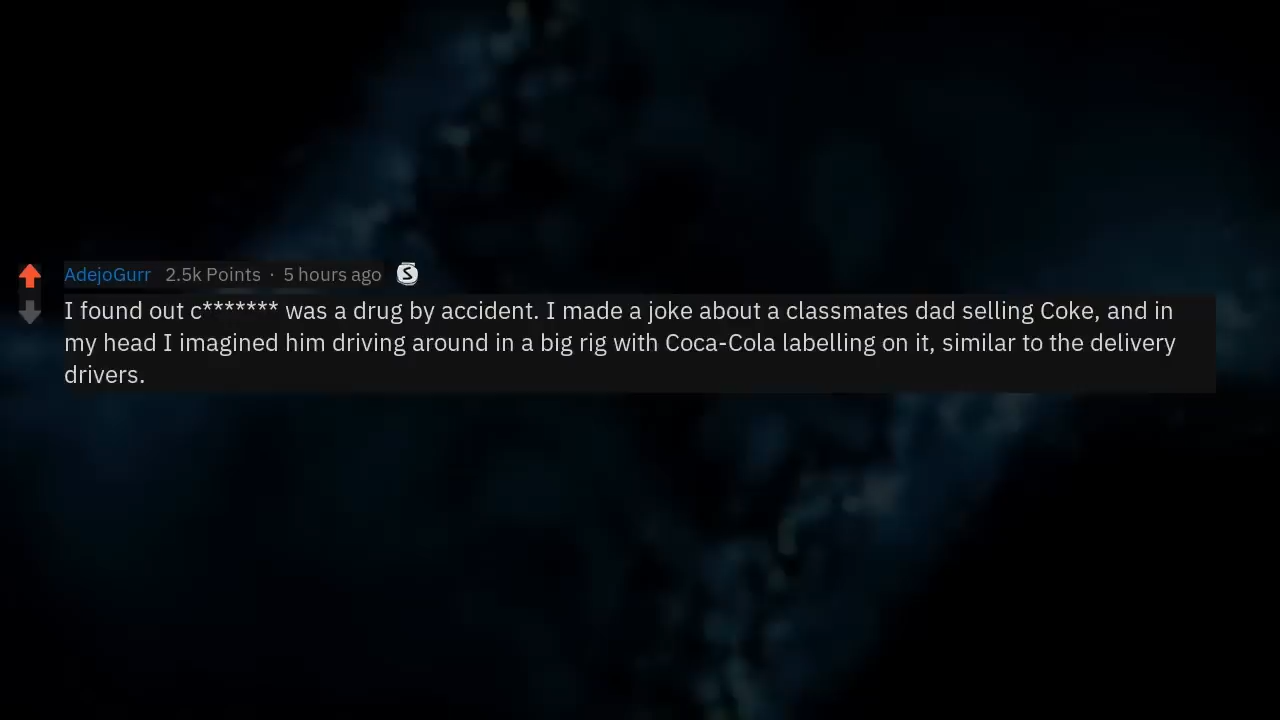 AdejoGurr 2.5k Points · 5 hours ago
I found out c******* was a drug by accident. I made a joke about a classmates dad selling Coke, and in
my head I imagined him driving around in a big rig with Coca-Cola labelling on it, similar to the delivery
drivers.